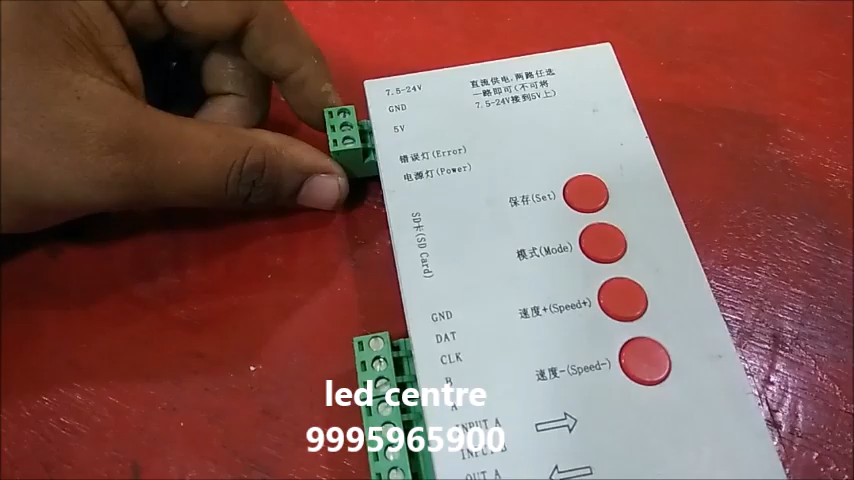 7.5-24V
GND
5V
直流供电,两路任选
一路即可(不可将
7.5-24V接到5V上)
错误灯(Error)
电源灯(Power)
SD卡(SD Card)
保存(Set)
模式(Mode)
速度+(Speed+)
速度-(Speed-)
GND
DAT
CLK
B
A
INPUT A
INPUT B
OUT A
led centre
9995965900